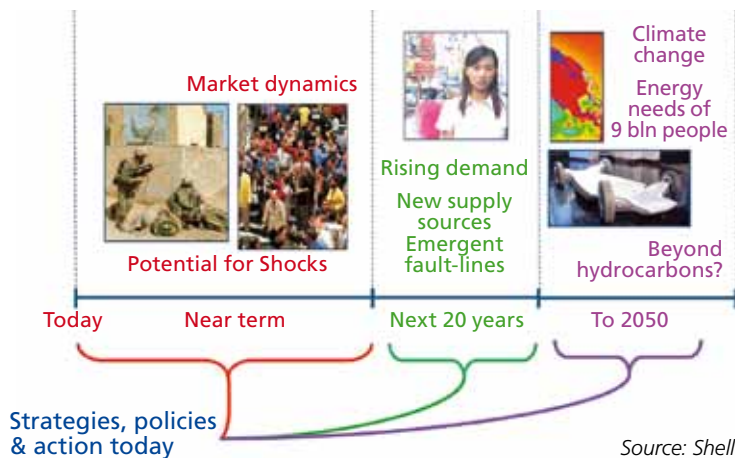 Market dynamics
Potential for Shocks
Rising demand
New supply
sources
Emergent
fault-lines
Climate
change
Energy
needs of
9 bln people
Beyond
hydrocarbons?
Today
Near term
Next 20 years
To 2050
Strategies, policies
& action today
Source: Shell